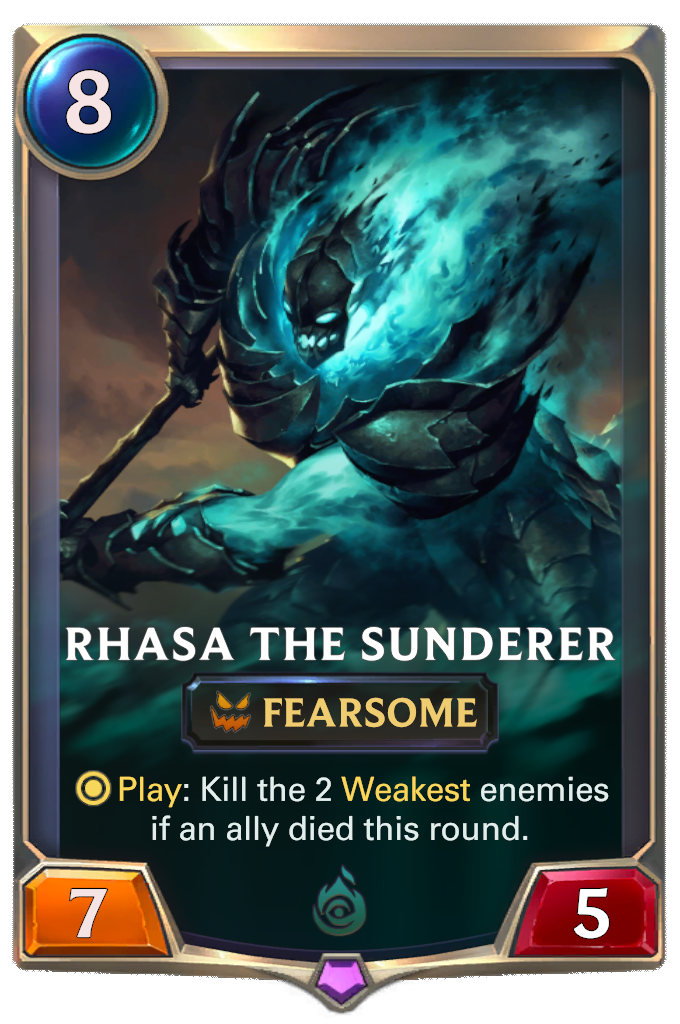 8
RHASA THE SUNDERER
FEARSOME
Play: Kill the 2 Weakest enemies
if an ally died this round.
7
5